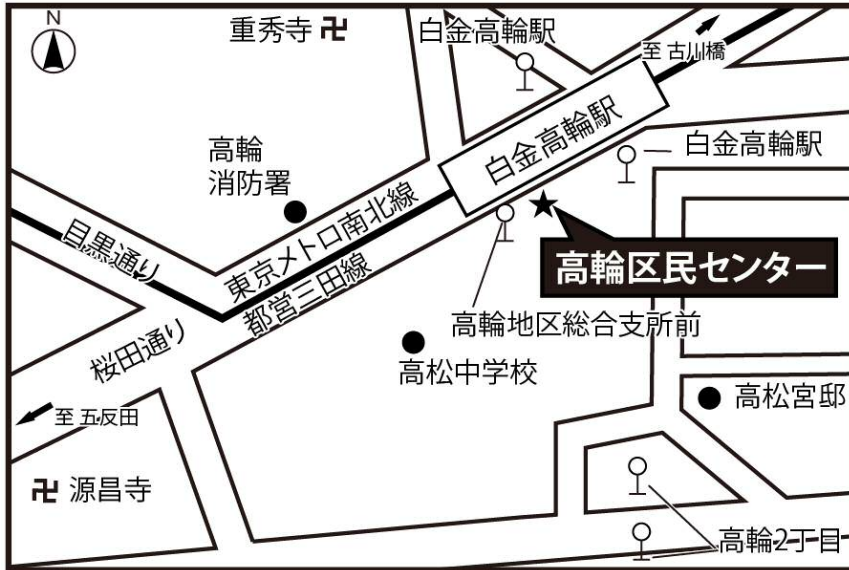 N
重秀寺
白金高輪駅
至 古川橋
高輪
消防署
白金高輪駅
白金高輪駅
目黒通り
東京メトロ南北線
都営三田線
高輪区民センター
高輪地区総合支所前
桜田通り
高松中学校
至 五反田
高松宮邸
源昌寺
高輪2丁目